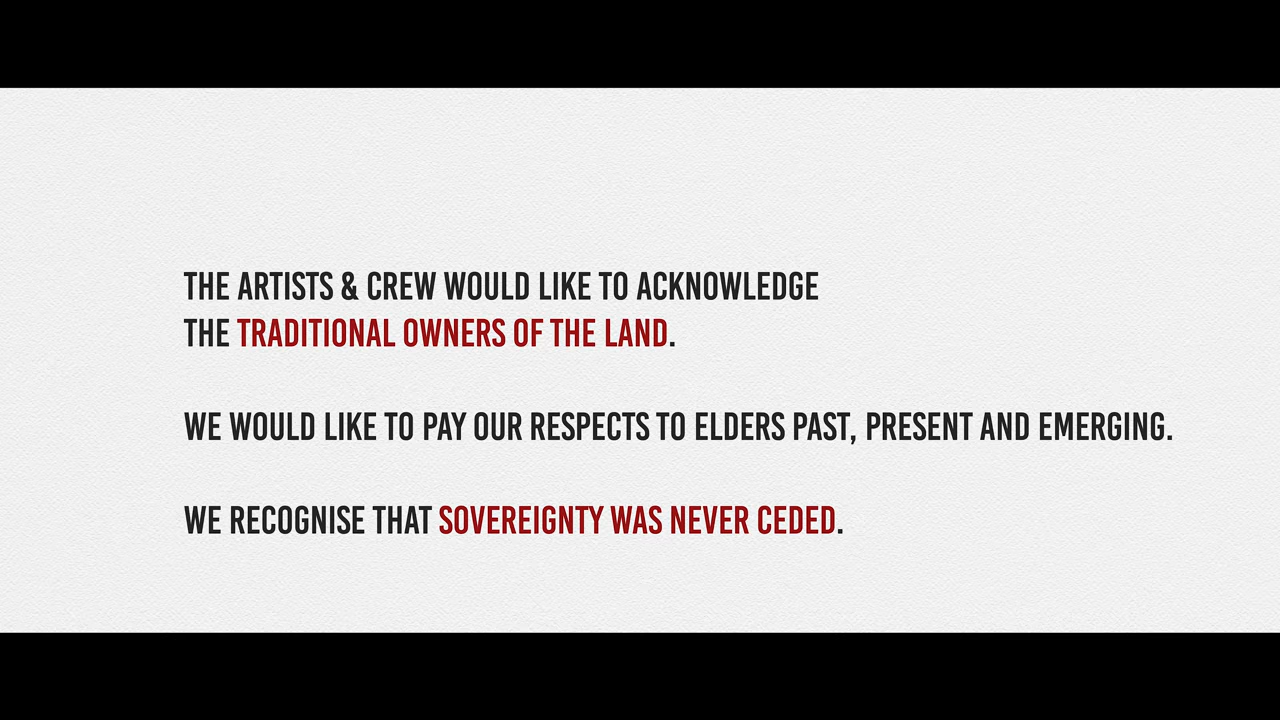 THE ARTISTS & CREW WOULD LIKE TO ACKNOWLEDGE
THE TRADITIONAL OWNERS OF THE LAND.
WE WOULD LIKE TO PAY OUR RESPECTS TO ELDERS PAST, PRESENT AND EMERGING.
WE RECOGNISE THAT SOVEREIGNTY WAS NEVER CEDED.